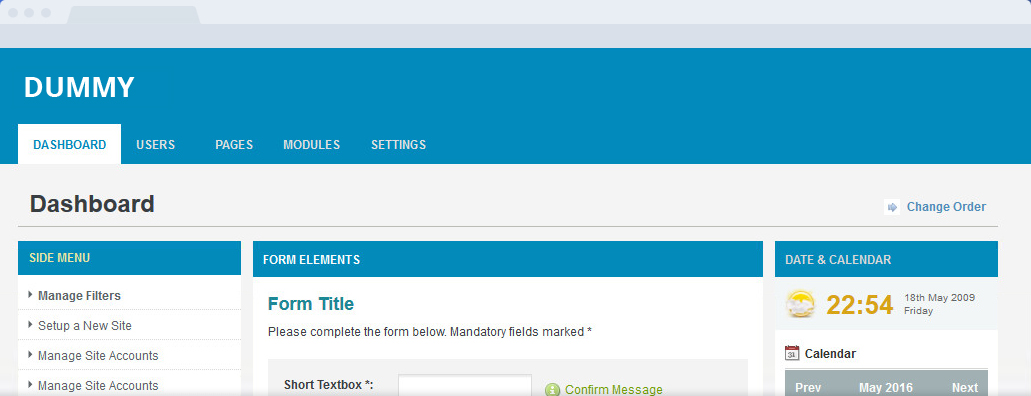 DUMMY
DASHBOARD USERS PAGES MODULES SETTINGS
Dashboard
Change Order
SIDE MENU
Manage Filters
Setup a New Site
Manage Site Accounts
Manage Site Accounts
FORM ELEMENTS
Form Title
Please complete the form below. Mandatory fields marked *
Short Textbox *:
Confirm Message
DATE & CALENDAR
22:54
18th May 2009
Friday
31
Calendar
Prev May 2016 Next